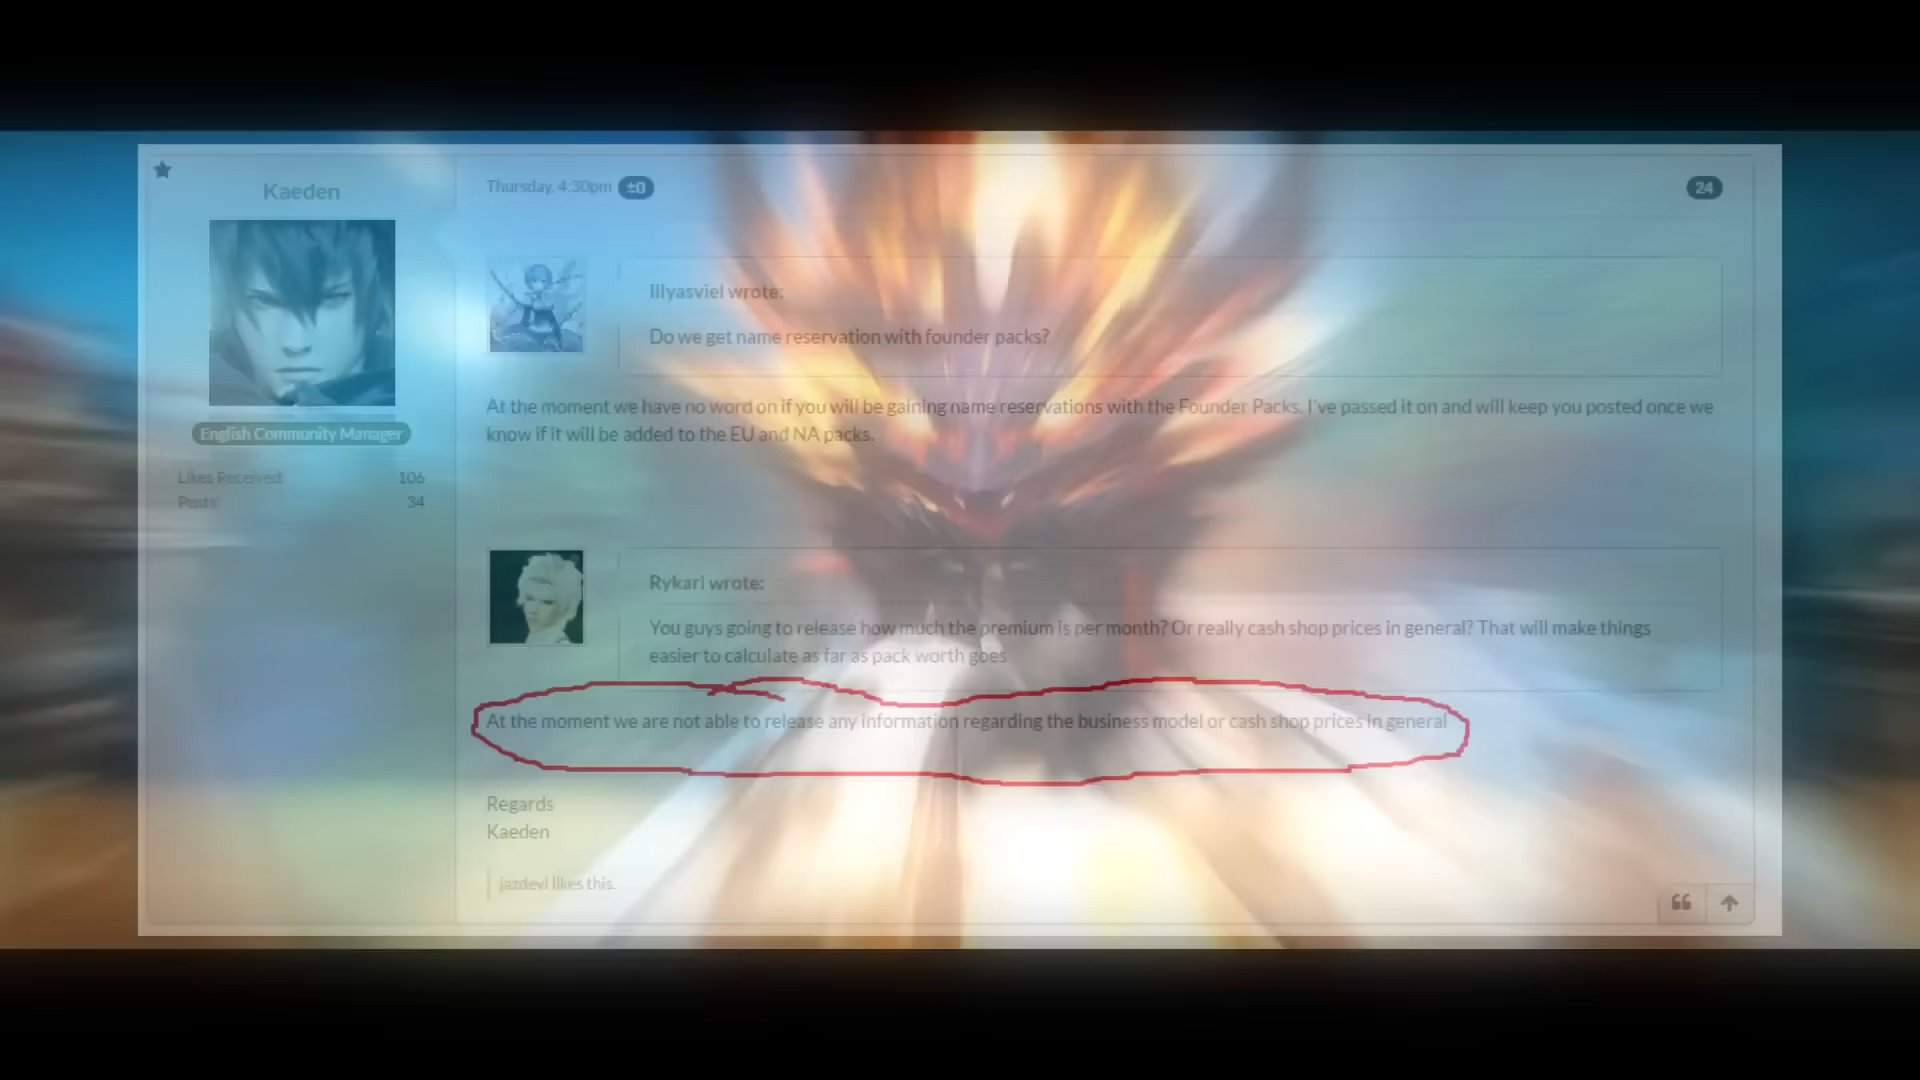 Kaeden
English Community Manager
Likes Received: 106
Posts: 34
Thursday, 4:30pm ±0
24
Illyasviel wrote:
Do we get name reservation with founder packs?
At the moment we have no word on if you will be gaining name reservations with the Founder Packs. I've passed it on and will keep you posted once we
know if it will be added to the EU and NA packs.
Rykari wrote:
You guys going to release how much the premium is per month? Or really cash shop prices in general? That will make things
easier to calculate as far as pack worth goes
At the moment we are not able to release any information regarding the business model or cash shop prices in general
Regards
Kaeden
likes this.